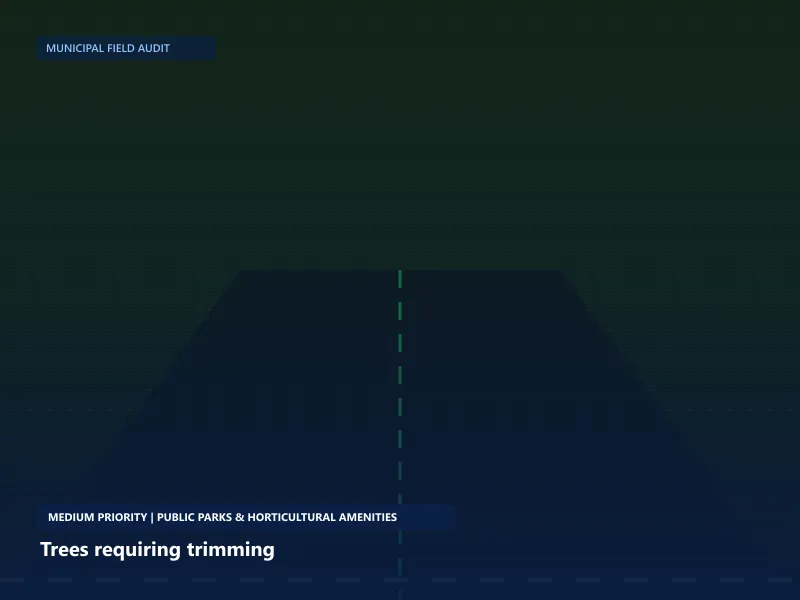 MUNICIPAL FIELD AUDIT
MEDIUM PRIORITY | PUBLIC PARKS & HORTICULTURAL AMENITIES
Trees requiring trimming